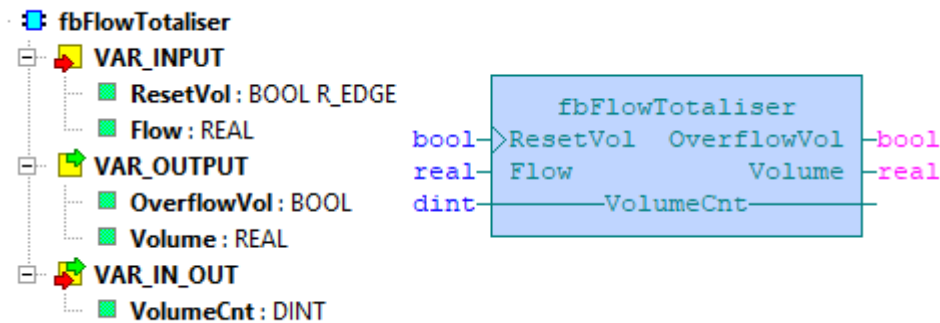 fbFlowTotaliser
VAR_INPUT
ResetVol : BOOL R_EDGE
Flow : REAL
VAR_OUTPUT
OverflowVol : BOOL
Volume : REAL
VAR_IN_OUT
VolumeCnt : DINT
fbFlowTotaliser
bool ResetVol OverflowVol bool
real Flow Volume real
dint VolumeCnt